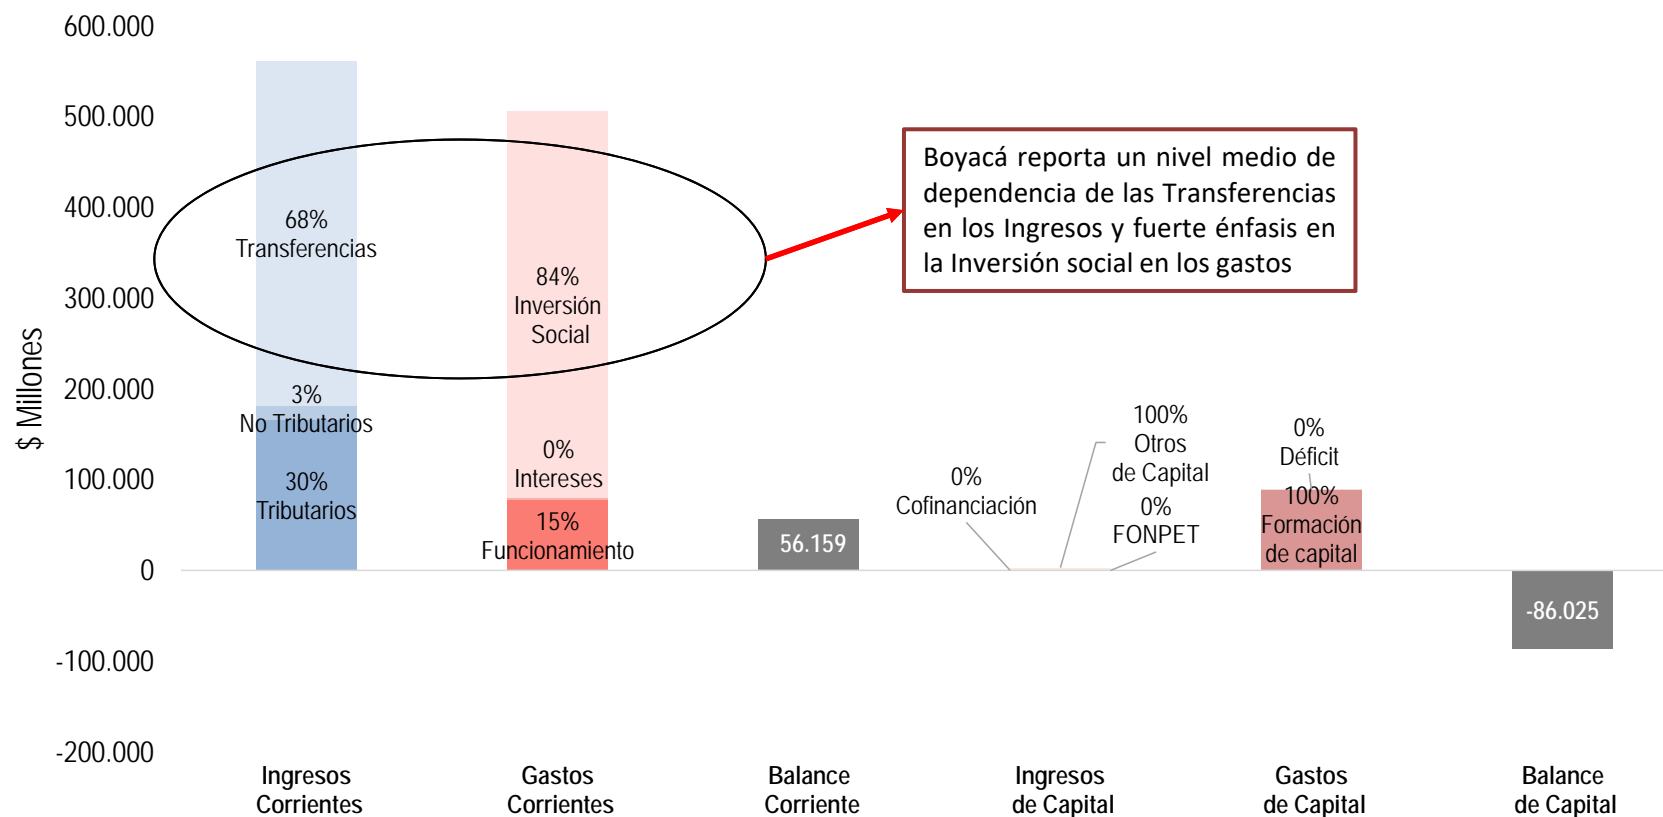 600.000
500.000
400.000
300.000
200.000
100.000
0
-100.000
-200.000
$ Millones
68%
Transferencias
3%
No Tributarios
30%
Tributarios
84%
Inversión
Social
0%
Intereses
15%
Funcionamiento
56.159
Boyacá reporta un nivel medio de
dependencia de las Transferencias
en los Ingresos y fuerte énfasis en
la Inversión social en los gastos
0%
Cofinanciación
100%
Otros
de Capital
0%
FONPET
0%
Déficit
100%
Formación
de capital
-86.025
Ingresos
Corrientes
Gastos
Corrientes
Balance
Corriente
Ingresos
de Capital
Gastos
de Capital
Balance
de Capital